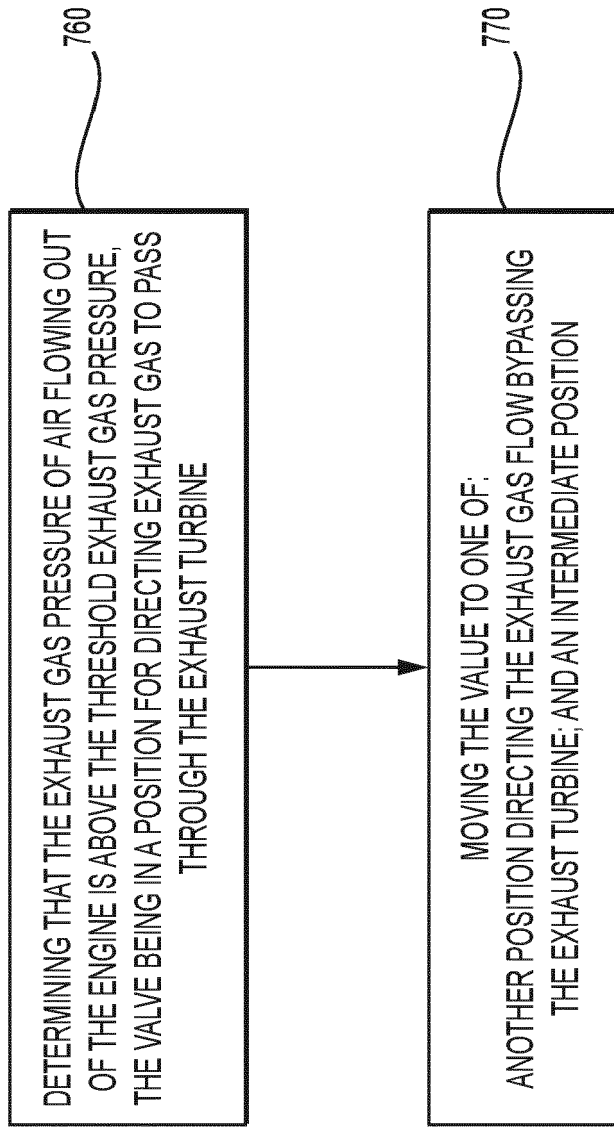 DETERMINING THAT THE EXHAUST GAS PRESSURE OF AIR FLOWING OUT
OF THE ENGINE IS ABOVE THE THRESHOLD EXHAUST GAS PRESSURE,
THE VALVE BEING IN A POSITION FOR DIRECTING EXHAUST GAS TO PASS
THROUGH THE EXHAUST TURBINE
760
MOVING THE VALUE TO ONE OF:
ANOTHER POSITION DIRECTING THE EXHAUST GAS FLOW BYPASSING
THE EXHAUST TURBINE; AND AN INTERMEDIATE POSITION
770